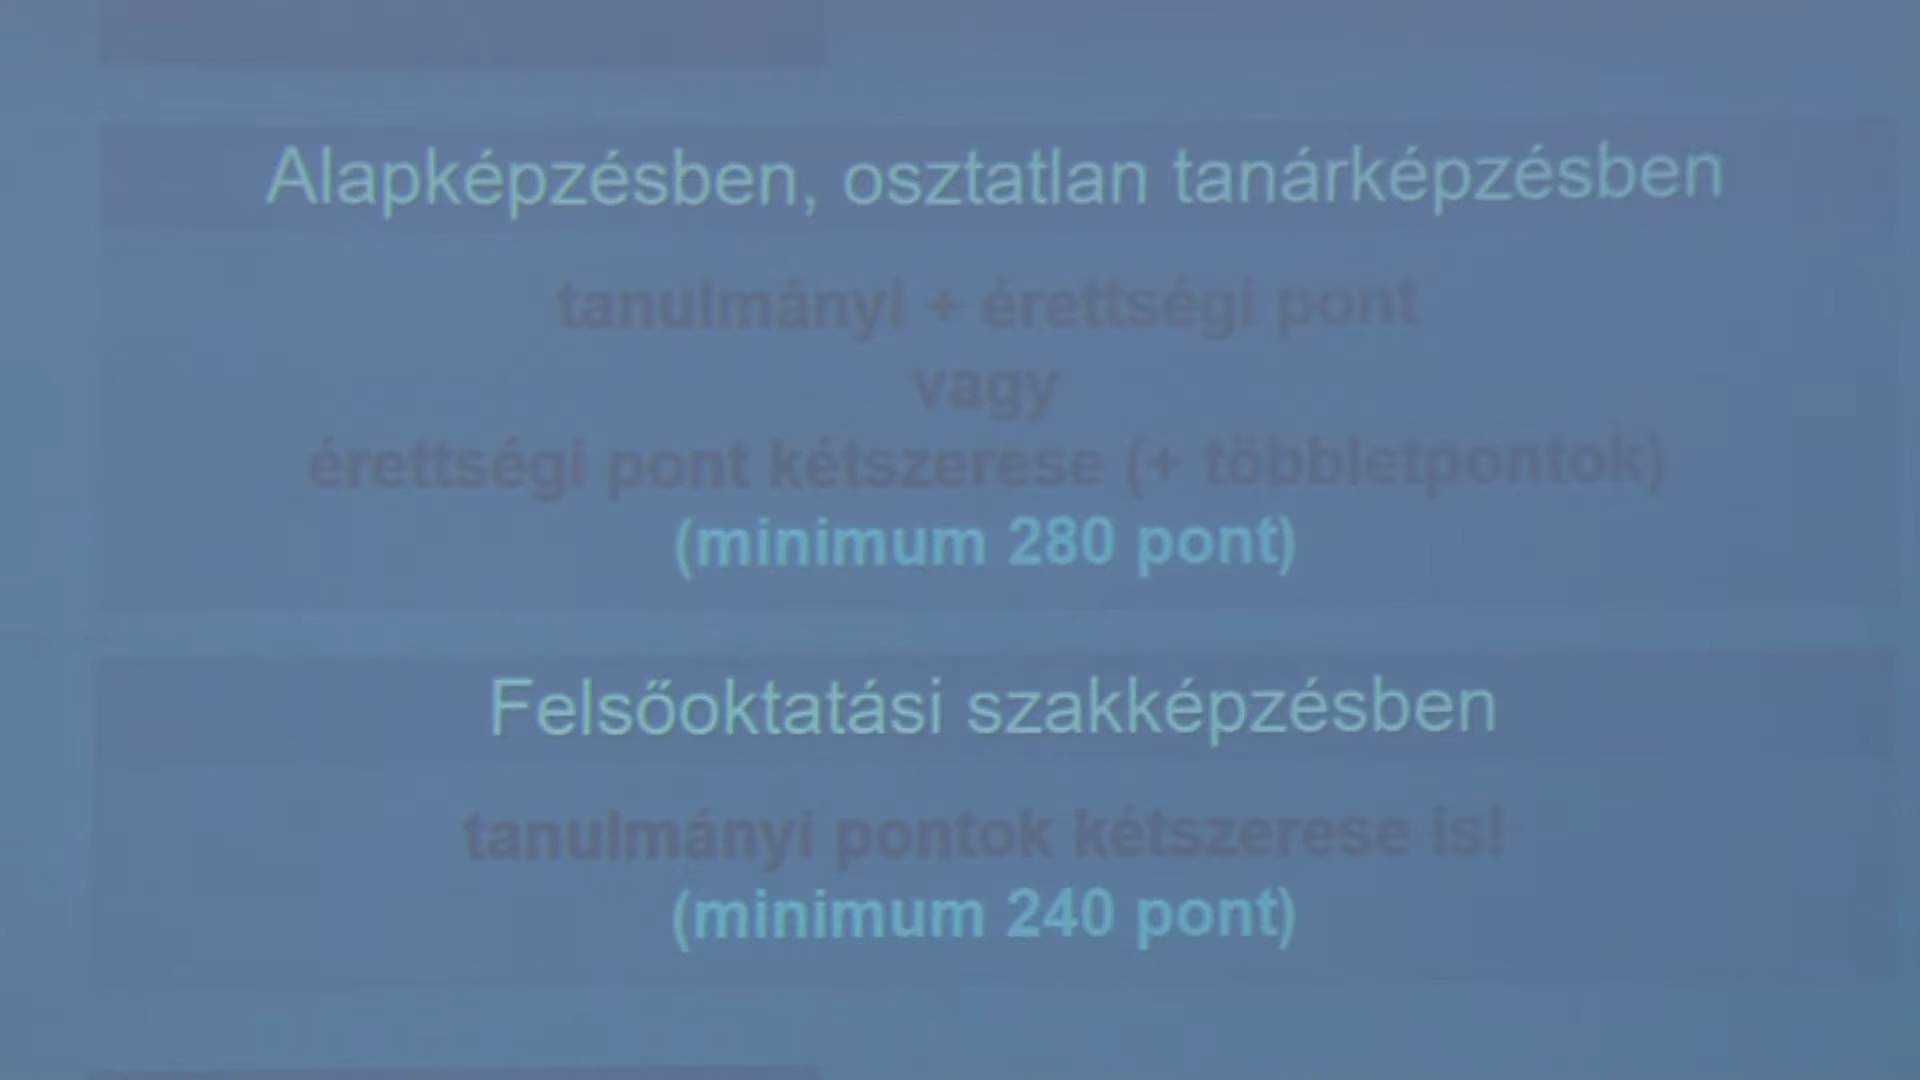 Alapképzésben, osztatlan tanárképzésben
tanulmányi + érettségi pont
vagy
érettségi pont kétszerese (+ többletpontok)
(minimum 280 pont)
Felsőoktatási szakképzésben
tanulmányi pontok kétszerese is!
(minimum 240 pont)